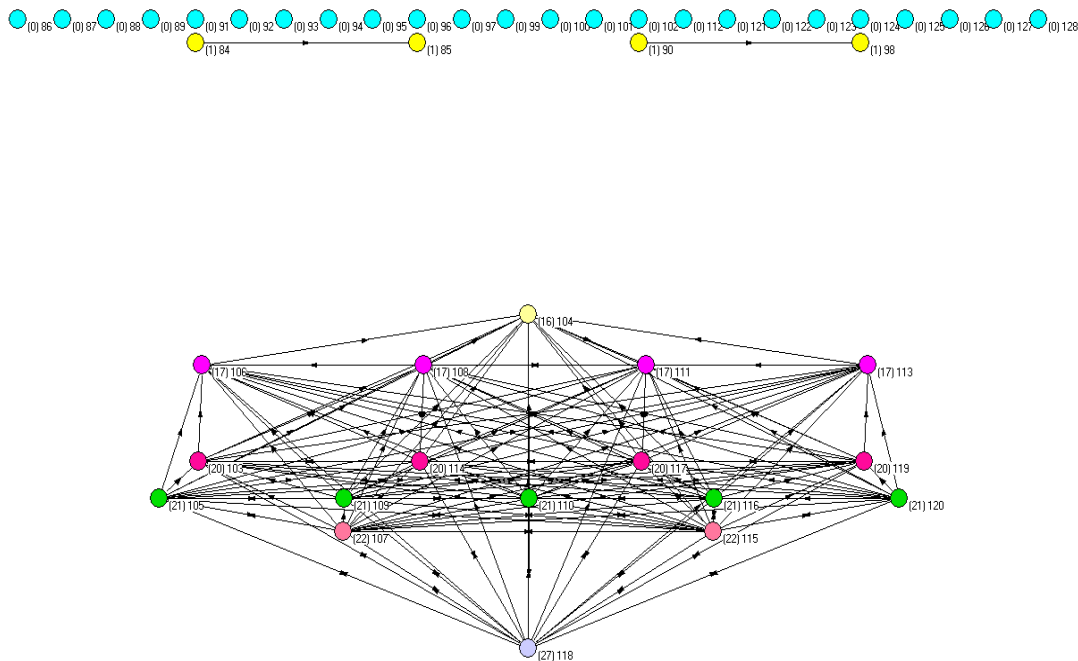 (0) 86 (0) 87 (0) 88 (0) 89 (0) 91 (0) 92 (0) 93 (0) 94 (0) 95 (0) 96 (0) 97 (0) 99 (0) 100 (0) 101 (0) 102 (0) 112 (0) 121 (0) 122 (0) 123 (0) 124 (0) 125 (0) 126 (0) 127 (0) 128
(1) 84 (1) 85 (1) 90 (1) 98
(16) 104
(17) 106 (17) 108 (17) 111 (17) 113
(20) 103 (20) 114 (20) 117 (20) 119
(21) 105 (21) 109 (21) 110 (21) 116 (21) 120
(22) 107 (22) 115
(27) 118